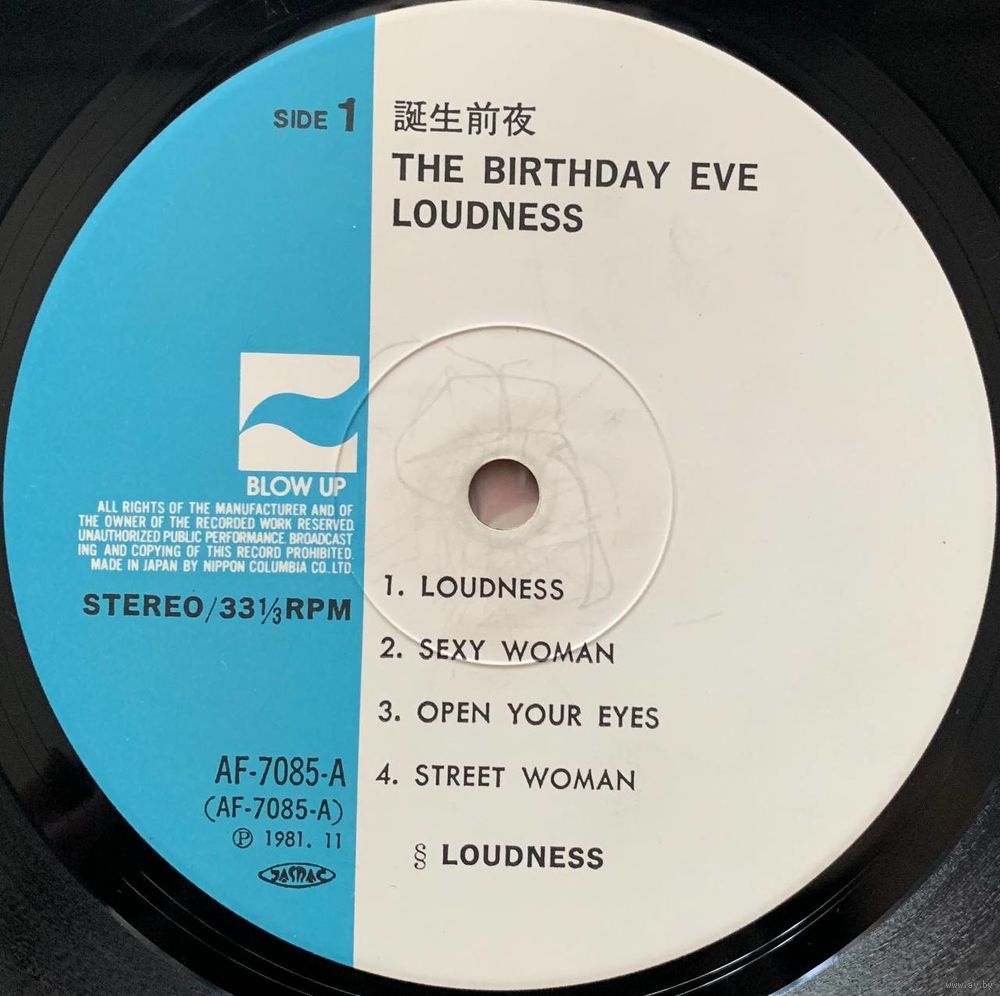 SIDE 1
誕生前夜
THE BIRTHDAY EVE
LOUDNESS
BLOW UP
ALL RIGHTS OF THE MANUFACTURER AND OF
THE OWNER OF THE RECORDED WORK RESERVED.
UNAUTHORIZED PUBLIC PERFORMANCE. BROADCAST
ING AND COPYING OF THIS RECORD PROHIBITED.
MADE IN JAPAN BY NIPPON COLUMBIA CO.,LTD.
STEREO/33⅓RPM
1. LOUDNESS
2. SEXY WOMAN
3. OPEN YOUR EYES
4. STREET WOMAN
AF-7085-A
(AF-7085-A)
Ⓟ 1981. 11
JASRAC
§ LOUDNESS
www.ay.by